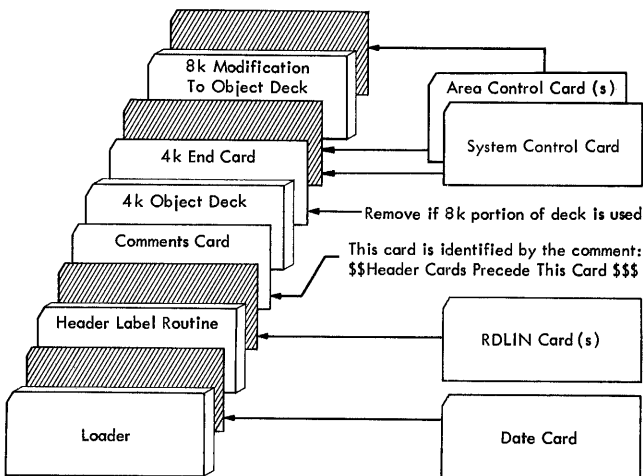 8k Modification
To Object Deck
Area Control Card (s)
System Control Card
4k End Card
4k Object Deck
Remove if 8k portion of deck is used
Comments Card
This card is identified by the comment:
$$Header Cards Precede This Card $$$
Header Label Routine
RDLIN Card (s)
Loader
Date Card